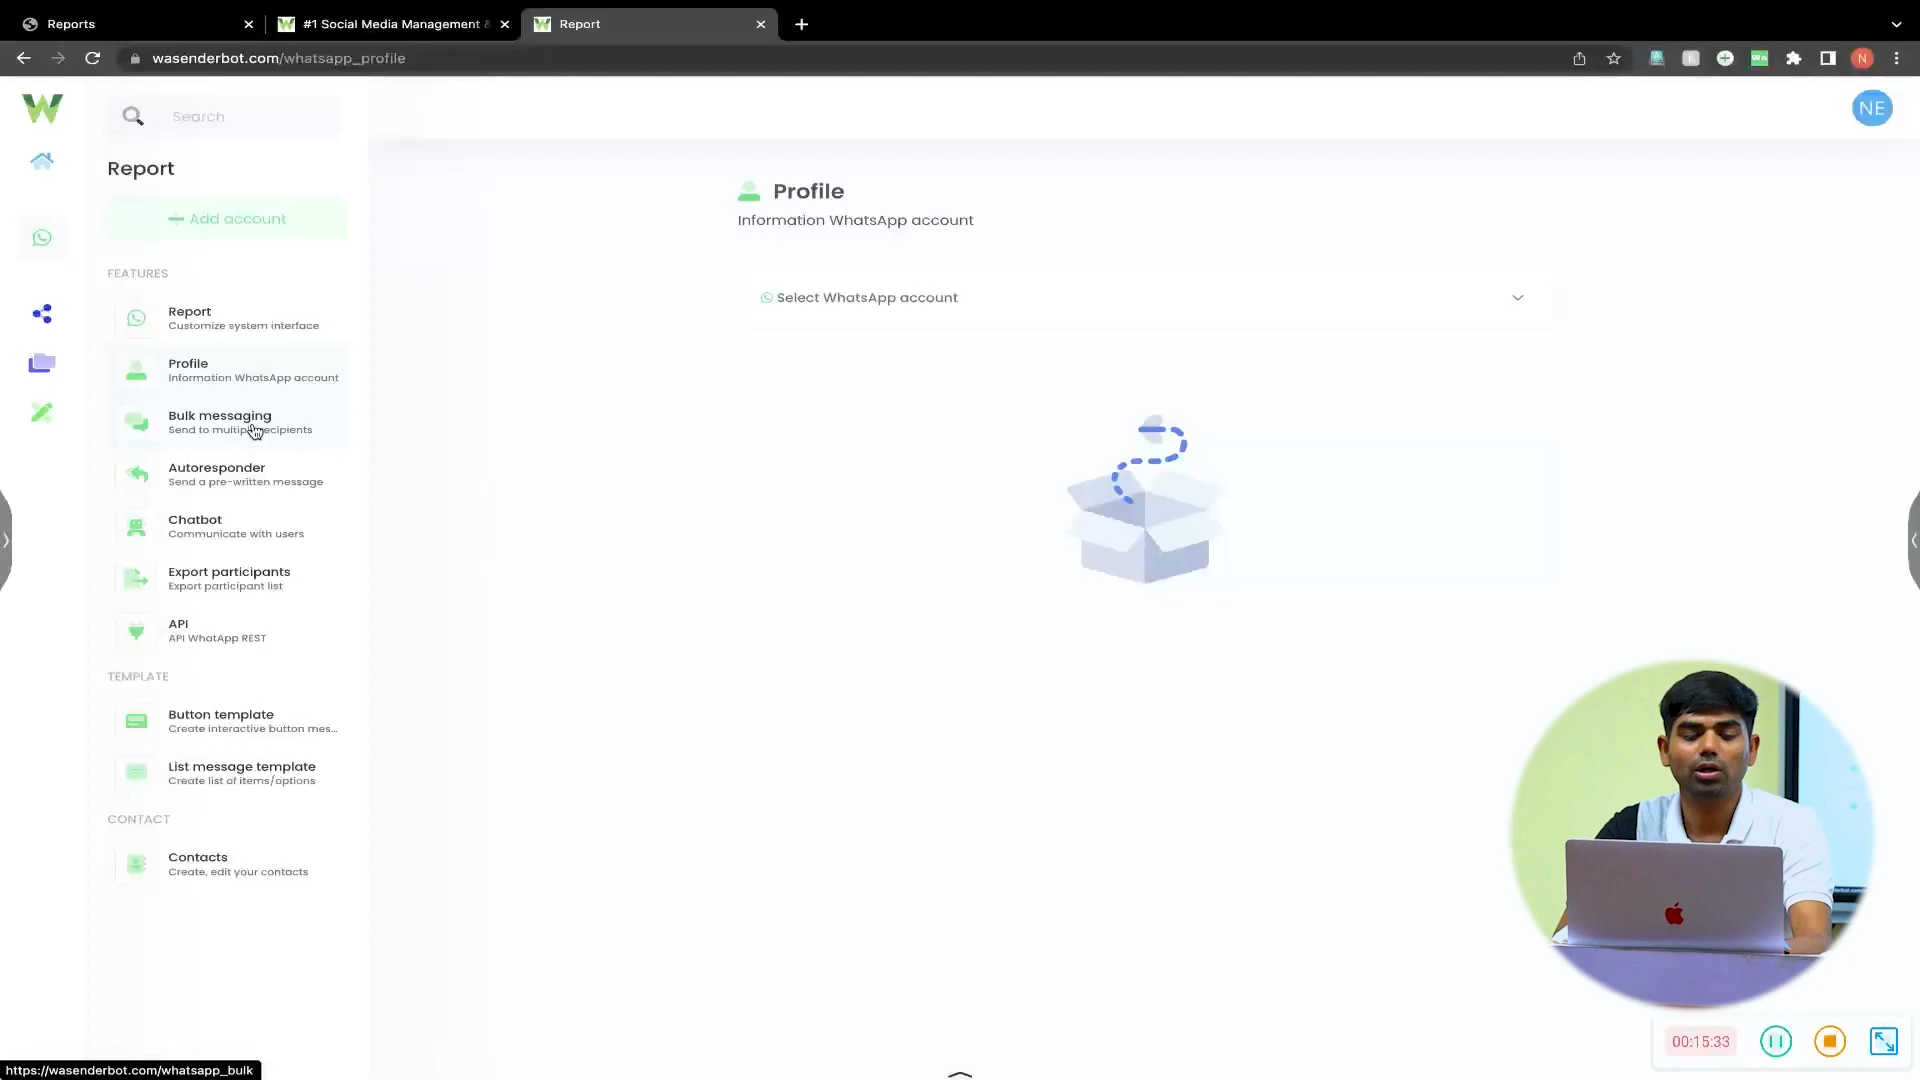 Reports
#1 Social Media Management &
Report
wasenderbot.com/whatsapp_profile
N
NE
Search
Report
Add account
FEATURES
Report
Customize system interface
Profile
Information WhatsApp account
Bulk messaging
Send to multiple recipients
Autoresponder
Send a pre-written message
Chatbot
Communicate with users
Export participants
Export participant list
API
API WhatApp REST
TEMPLATE
Button template
Create interactive button mes...
List message template
Create list of items/options
CONTACT
Contacts
Create, edit your contacts
Profile
Information WhatsApp account
Select WhatsApp account
00:15:33
https://wasenderbot.com/whatsapp_bulk